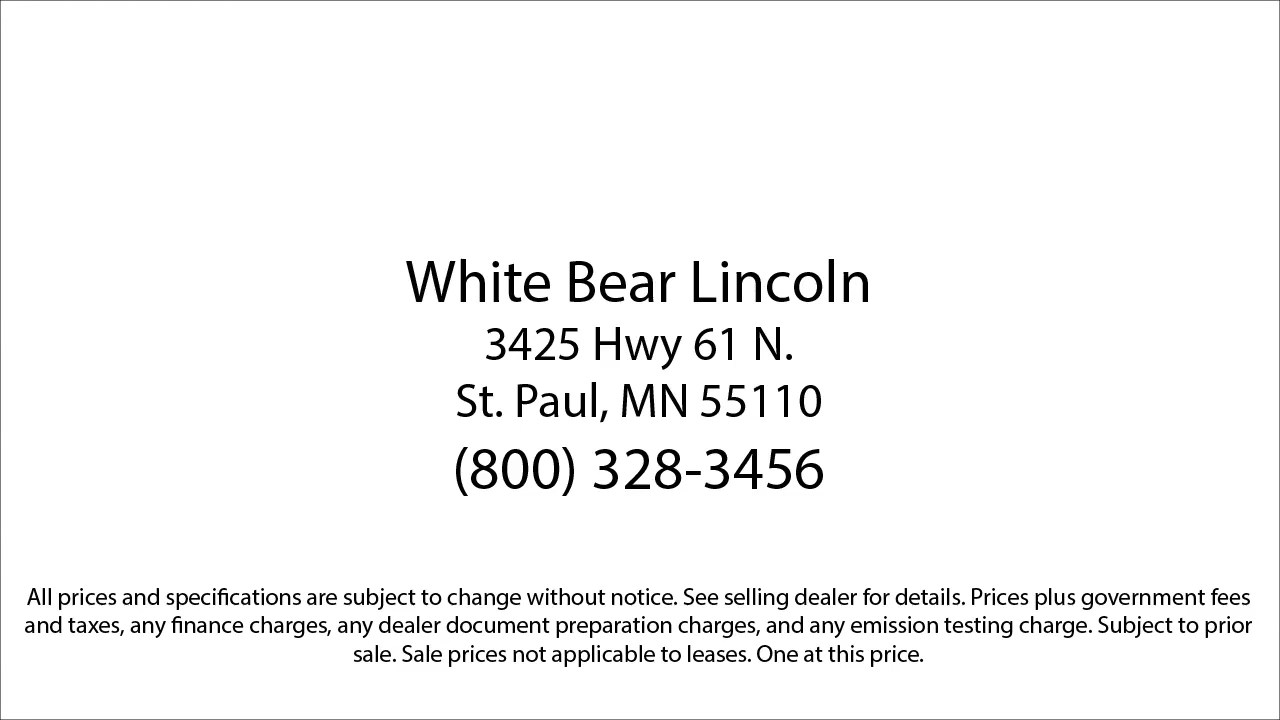 White Bear Lincoln
3425 Hwy 61 N.
St. Paul, MN 55110
(800) 328-3456
All prices and specifications are subject to change without notice. See selling dealer for details. Prices plus government fees
and taxes, any finance charges, any dealer document preparation charges, and any emission testing charge. Subject to prior
sale. Sale prices not applicable to leases. One at this price.